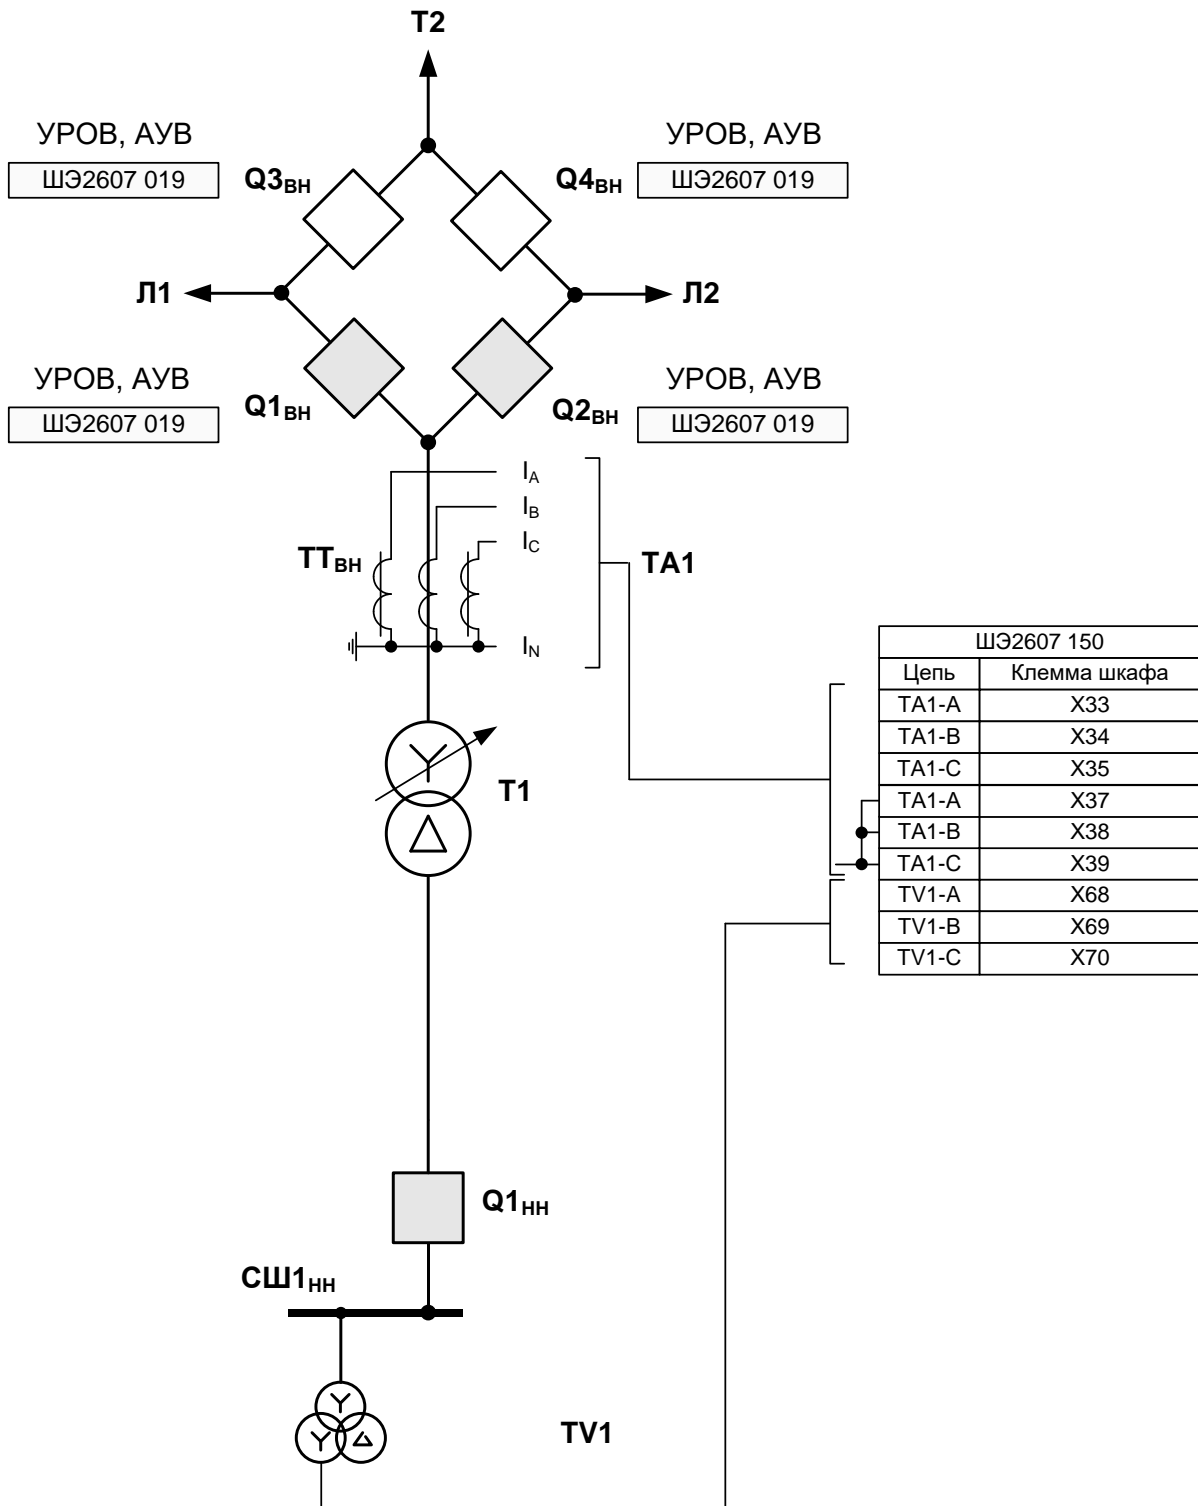 T2
УРОВ, АУВ
УРОВ, АУВ
ШЭ2607 019
Q3ВН
Q4ВН
ШЭ2607 019
Л1
Л2
УРОВ, АУВ
УРОВ, АУВ
ШЭ2607 019
Q1ВН
Q2ВН
ШЭ2607 019
IA
IB
IC
ТТВН
TA1
IN
ШЭ2607 150
Цепь Клемма шкафа
TA1-A X33
TA1-B X34
TA1-C X35
TA1-A X37
TA1-B X38
TA1-C X39
TV1-A X68
TV1-B X69
TV1-C X70
T1
Q1НН
СШ1НН
TV1